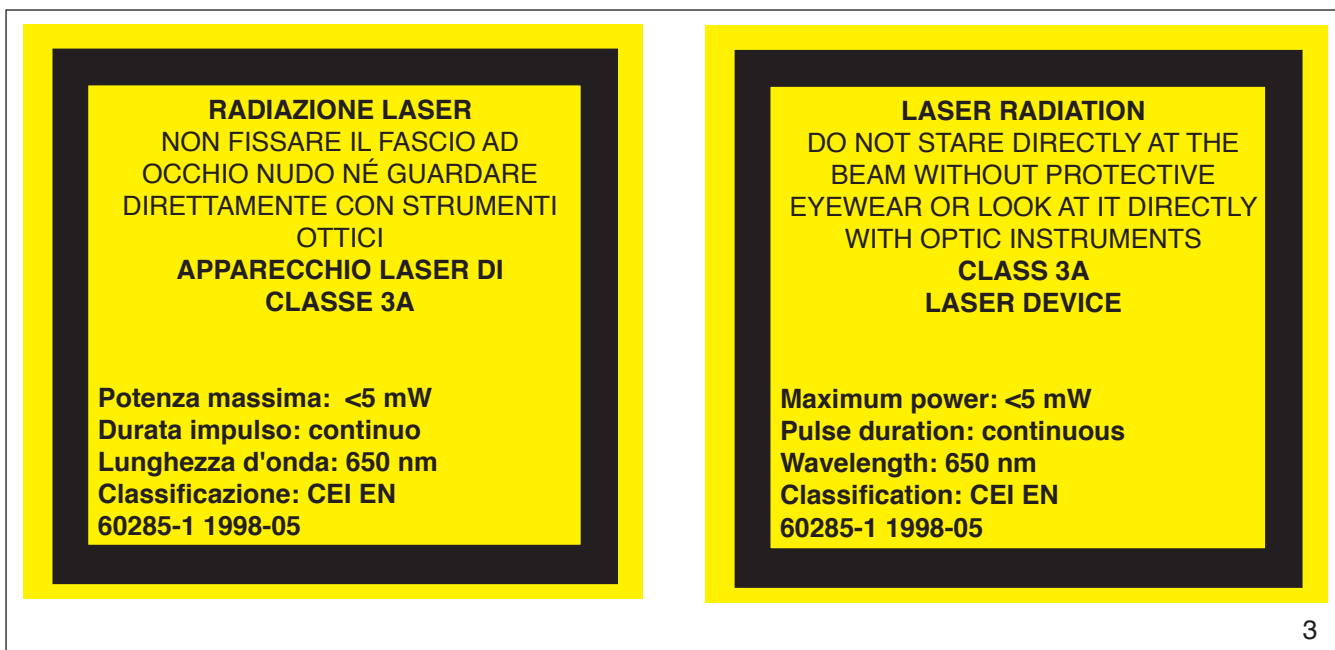 RADIAZIONE LASER
NON FISSARE IL FASCIO AD
OCCHIO NUDO NÉ GUARDARE
DIRETTAMENTE CON STRUMENTI
OTTICI
APPARECCHIO LASER DI
CLASSE 3A
Potenza massima: <5 mW
Durata impulso: continuo
Lunghezza d'onda: 650 nm
Classificazione: CEI EN
60285-1 1998-05
LASER RADIATION
DO NOT STARE DIRECTLY AT THE
BEAM WITHOUT PROTECTIVE
EYEWEAR OR LOOK AT IT DIRECTLY
WITH OPTIC INSTRUMENTS
CLASS 3A
LASER DEVICE
Maximum power: <5 mW
Pulse duration: continuous
Wavelength: 650 nm
Classification: CEI EN
60285-1 1998-05
3